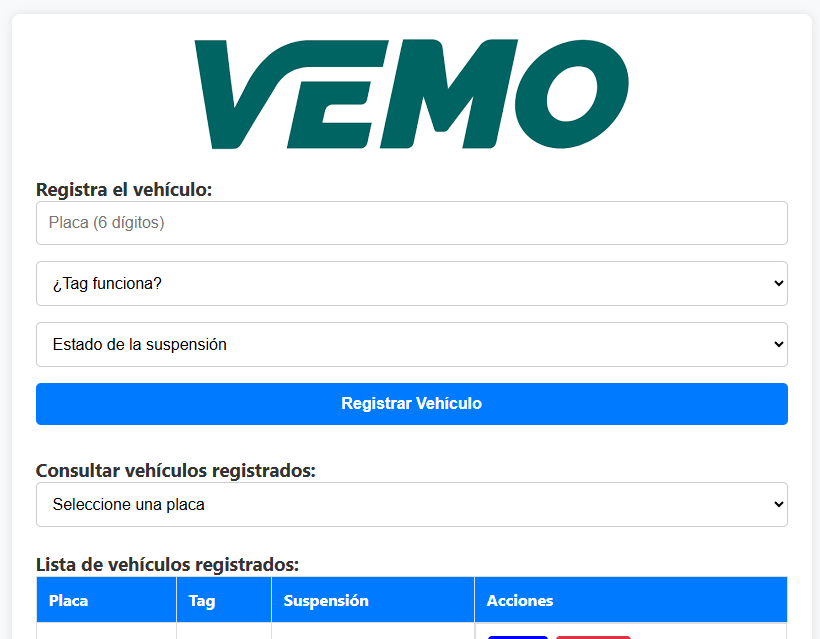 VEMO
Registra el vehículo:
Placa (6 dígitos)
¿Tag funciona?
Estado de la suspensión
Registrar Vehículo
Consultar vehículos registrados:
Seleccione una placa
Lista de vehículos registrados:
Placa Tag Suspensión Acciones